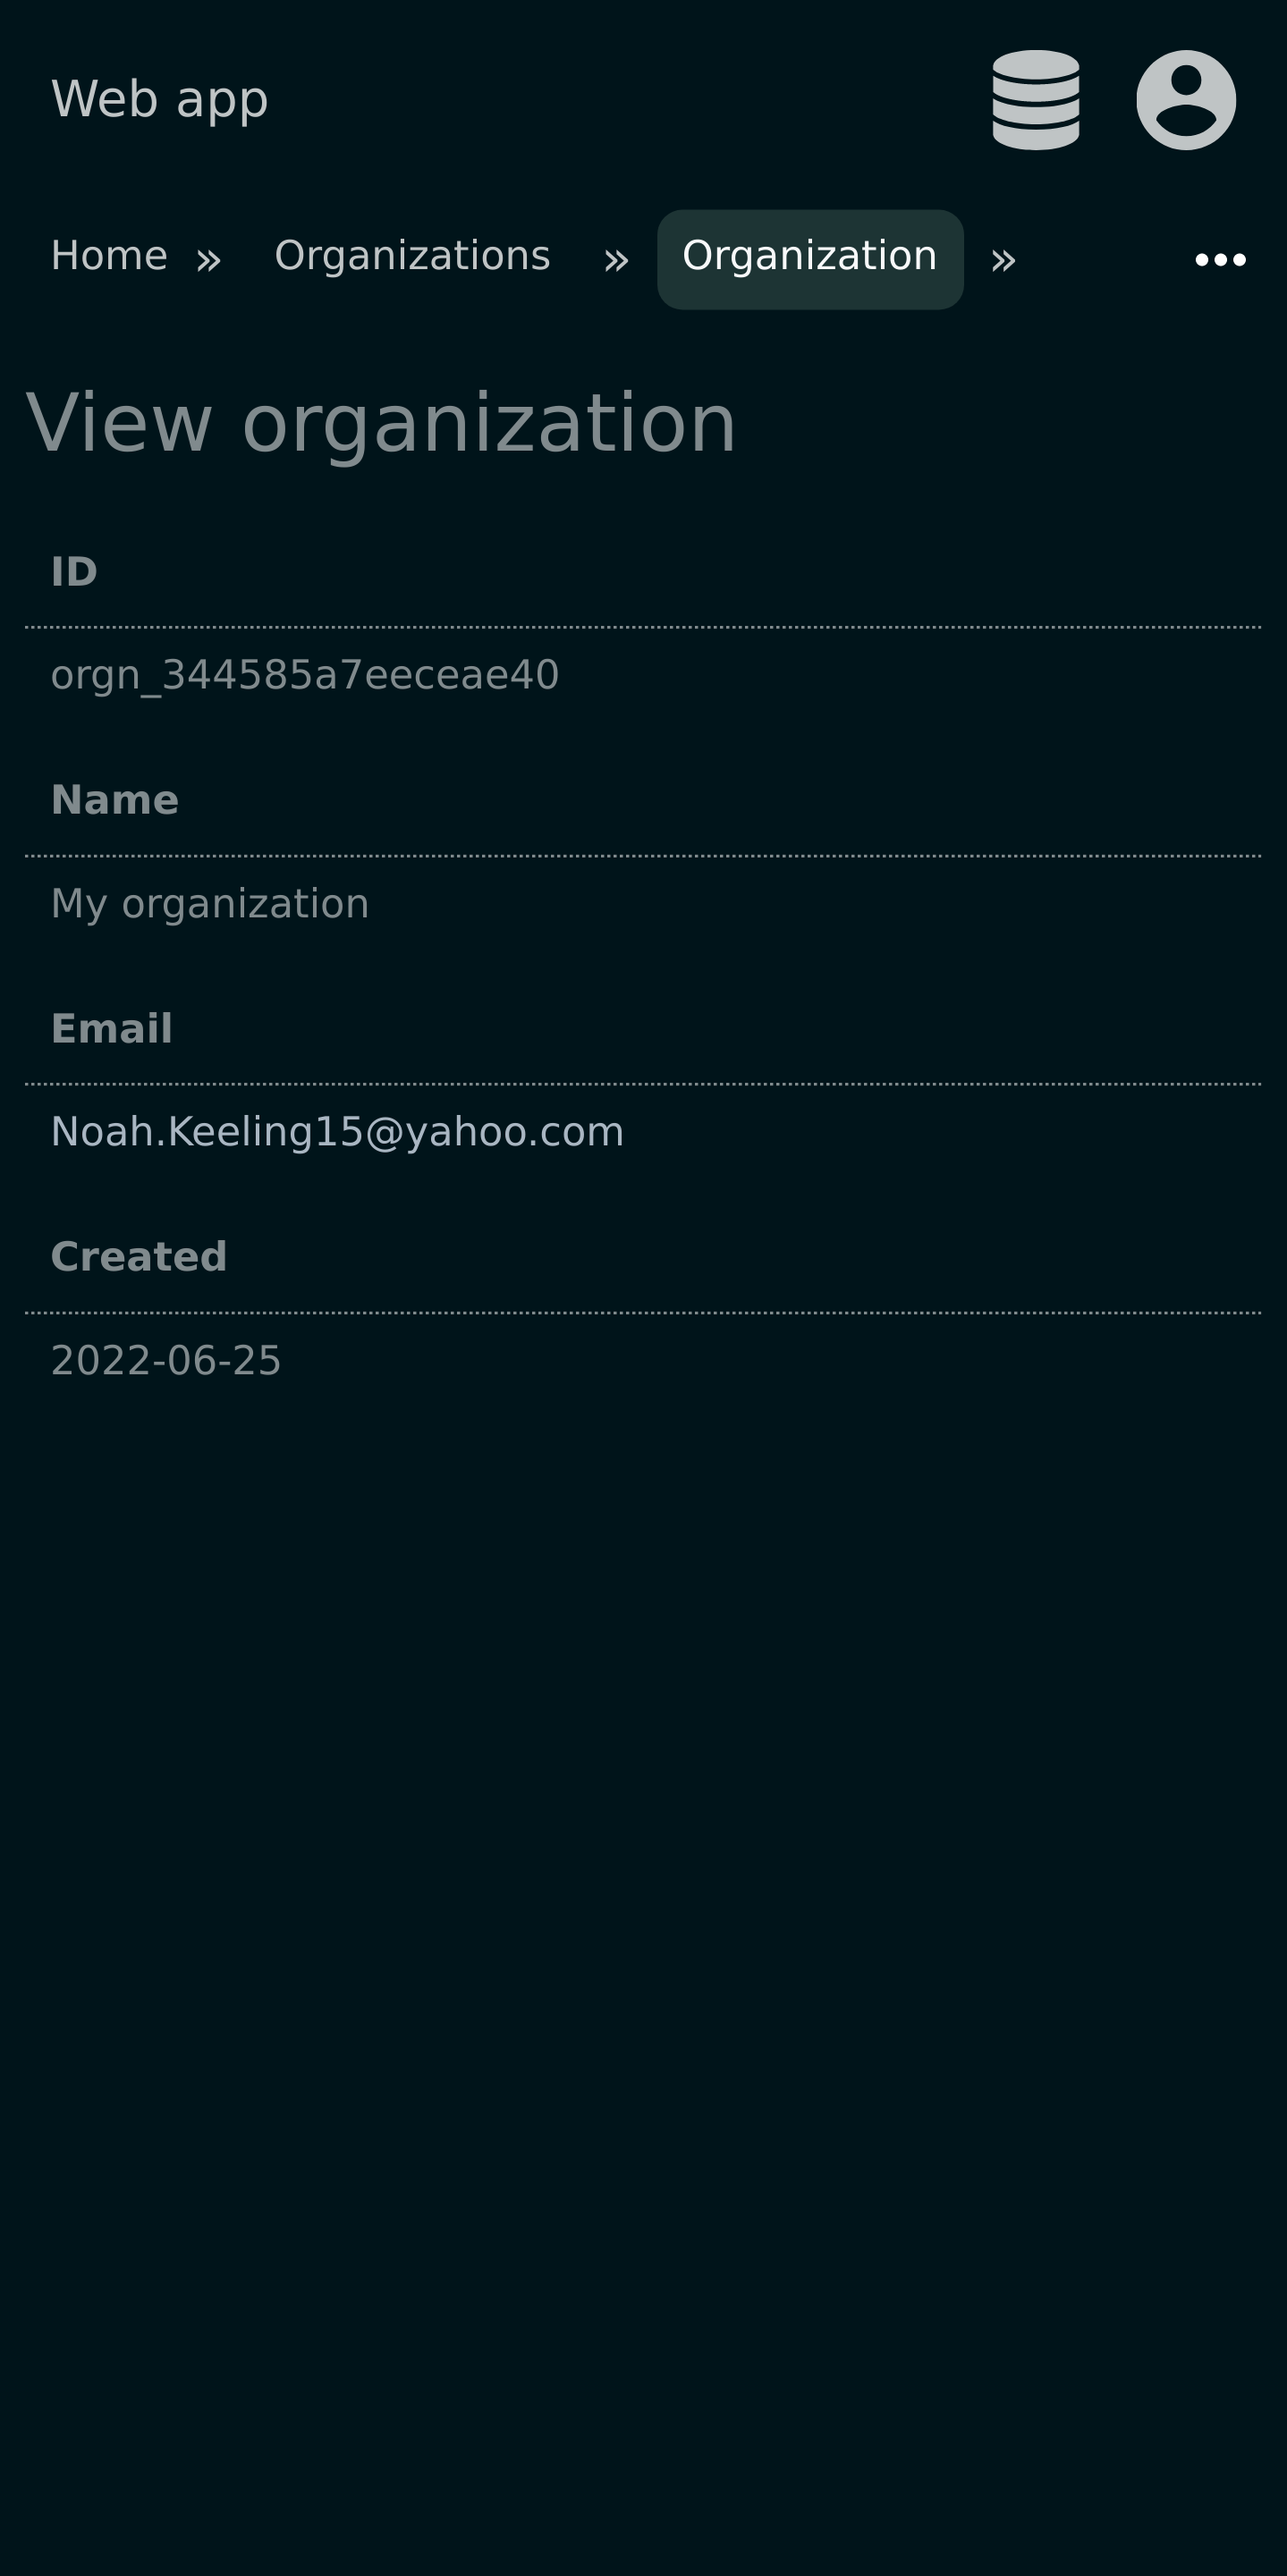 Web app
Home » Organizations » Organization »
View organization
ID
orgn_344585a7eeceae40
Name
My organization
Email
Noah.Keeling15@yahoo.com
Created
2022-06-25